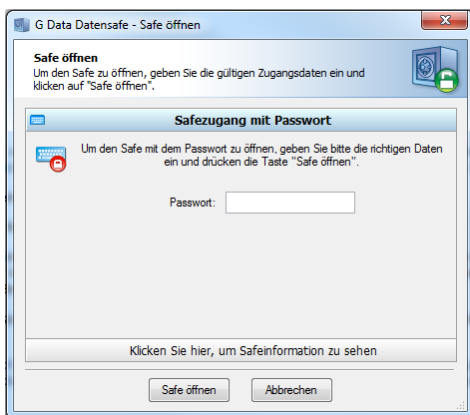 G Data Datensafe - Safe öffnen
Safe öffnen
Um den Safe zu öffnen, geben Sie die gültigen Zugangsdaten ein und
klicken auf "Safe öffnen".
Safezugang mit Passwort
Um den Safe mit dem Passwort zu öffnen, geben Sie bitte die richtigen Daten
ein und drücken die Taste "Safe öffnen".
Passwort:
Klicken Sie hier, um Safeinformation zu sehen
Safe öffnen
Abbrechen